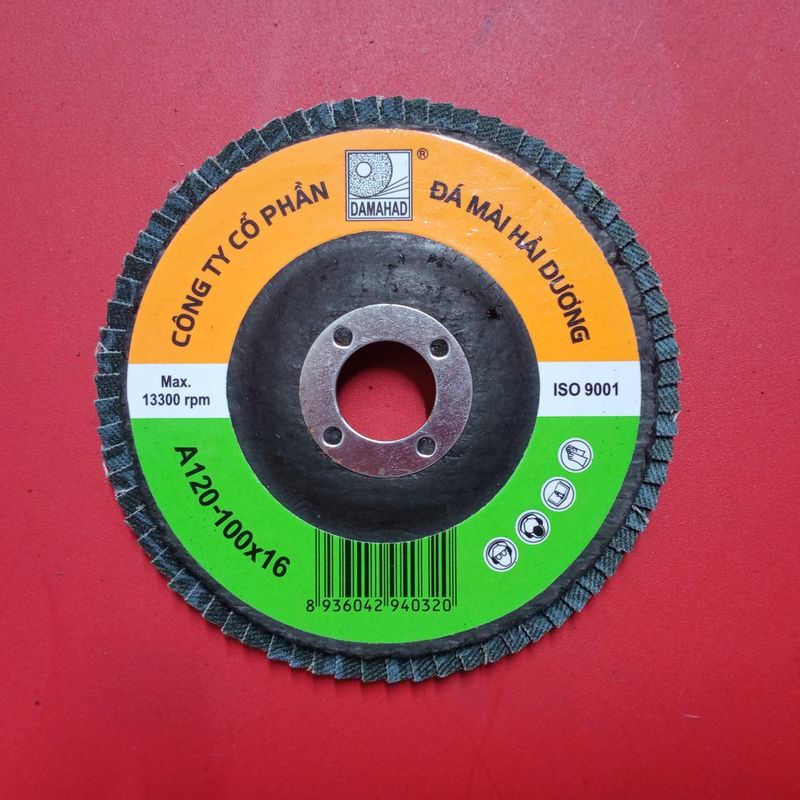 CÔNG TY CỔ PHẦN
DAMAHAD
®
ĐÁ MÀI HẢI DƯƠNG
Max.
13300 rpm
ISO 9001
A120-100x16
8 936042 940320